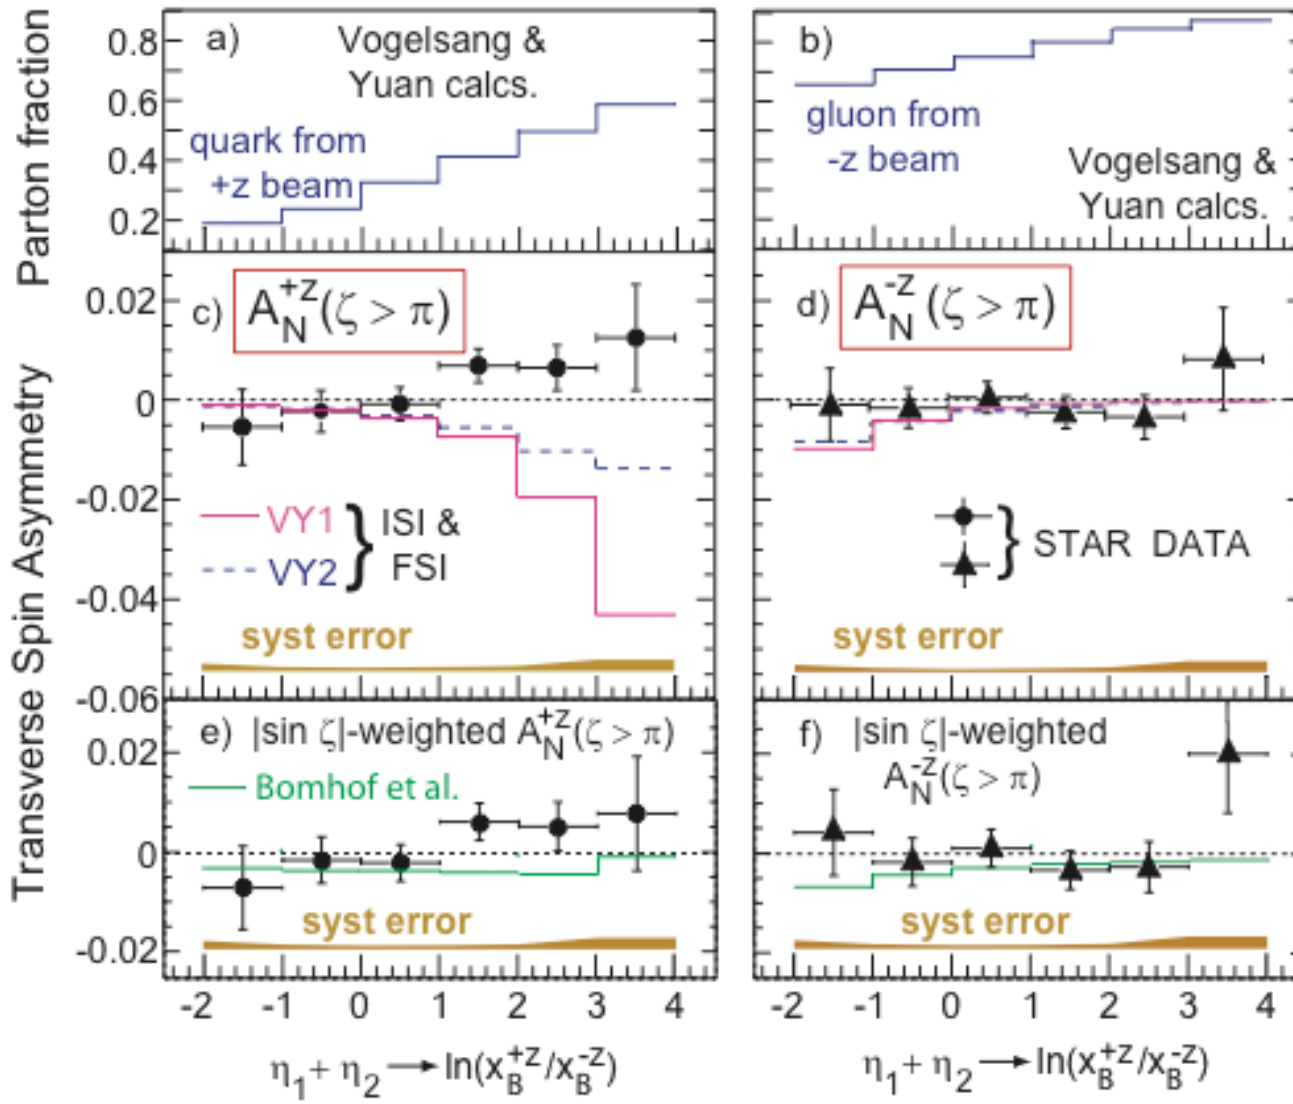 Parton fraction
Transverse Spin Asymmetry
a)
Vogelsang &
Yuan calcs.
quark from
+z beam
0.8
0.6
0.4
0.2
b)
gluon from
-z beam
Vogelsang &
Yuan calcs.
c)
A_N^{+z}(ζ > π)
0.02
0
-0.02
-0.04
-0.06
VY1
VY2
} ISI &
FSI
syst error
d)
A_N^{-z}(ζ > π)
} STAR DATA
syst error
e) |sin ζ|-weighted A_N^{+z}(ζ > π)
Bomhof et al.
0.02
0
-0.02
syst error
f) |sin ζ|-weighted
A_N^{-z}(ζ > π)
syst error
-2 -1 0 1 2 3
-2 -1 0 1 2 3 4
η₁ + η₂ → ln(x_B^{+z}/x_B^{-z})
η₁ + η₂ → ln(x_B^{+z}/x_B^{-z})